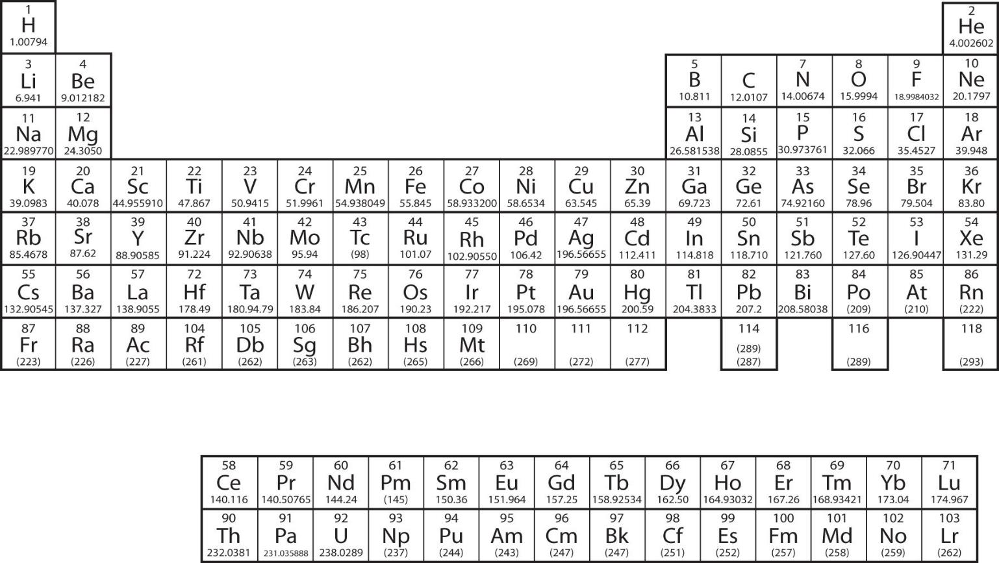 1 2
H He
1.00794 4.002602
3 4 5 7 8 9 10
Li Be B C N O F Ne
6.941 9.012182 10.811 12.0107 14.00674 15.9994 18.9984032 20.1797
11 12 13 14 15 16 17 18
Na Mg Al Si P S Cl Ar
22.989770 24.3050 26.581538 28.0855 30.973761 32.066 35.4527 39.948
19 20 21 22 23 24 25 26 27 28 29 30 31 32 33 34 35 36
K Ca Sc Ti V Cr Mn Fe Co Ni Cu Zn Ga Ge As Se Br Kr
39.0983 40.078 44.955910 47.867 50.9415 51.9961 54.938049 55.845 58.933200 58.6534 63.545 65.39 69.723 72.61 74.92160 78.96 79.504 83.80
37 38 39 40 41 42 43 44 45 46 47 48 49 50 51 52 53 54
Rb Sr Y Zr Nb Mo Tc Ru Rh Pd Ag Cd In Sn Sb Te I Xe
85.4678 87.62 88.90585 91.224 92.90638 95.94 (98) 101.07 102.90550 106.42 196.56655 112.411 114.818 118.710 121.760 127.60 126.90447 131.29
55 56 57 72 73 74 75 76 77 78 79 80 81 82 83 84 85 86
Cs Ba La Hf Ta W Re Os Ir Pt Au Hg Tl Pb Bi Po At Rn
132.90545 137.327 138.9055 178.49 180.94.79 183.84 186.207 190.23 192.217 195.078 196.56655 200.59 204.3833 207.2 208.58038 (209) (210) (222)
87 88 89 104 105 106 107 108 109 110 111 112 114 116 118
Fr Ra Ac Rf Db Sg Bh Hs Mt (289)
(223) (226) (227) (261) (262) (263) (262) (265) (266) (269) (272) (277) (287) (289) (293)
58 59 60 61 62 63 64 65 66 67 68 69 70 71
Ce Pr Nd Pm Sm Eu Gd Tb Dy Ho Er Tm Yb Lu
140.116 140.50765 144.24 (145) 150.36 151.964 157.25 158.92534 162.50 164.93032 167.26 168.93421 173.04 174.967
90 91 92 93 94 95 96 97 98 99 100 101 102 103
Th Pa U Np Pu Am Cm Bk Cf Es Fm Md No Lr
232.0381 231.035888 238.0289 (237) (244) (243) (247) (247) (251) (252) (257) (258) (259) (262)